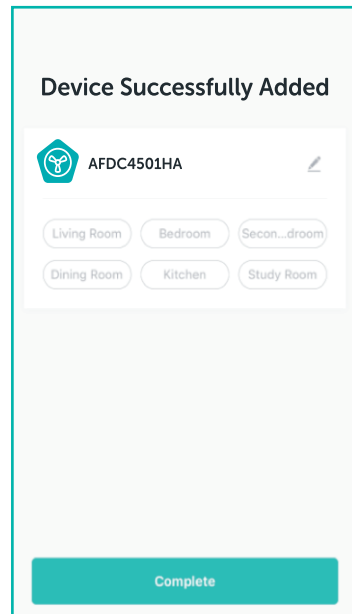 Device Successfully Added
AFDC4501HA
Living Room Bedroom Secon...droom
Dining Room Kitchen Study Room
Complete